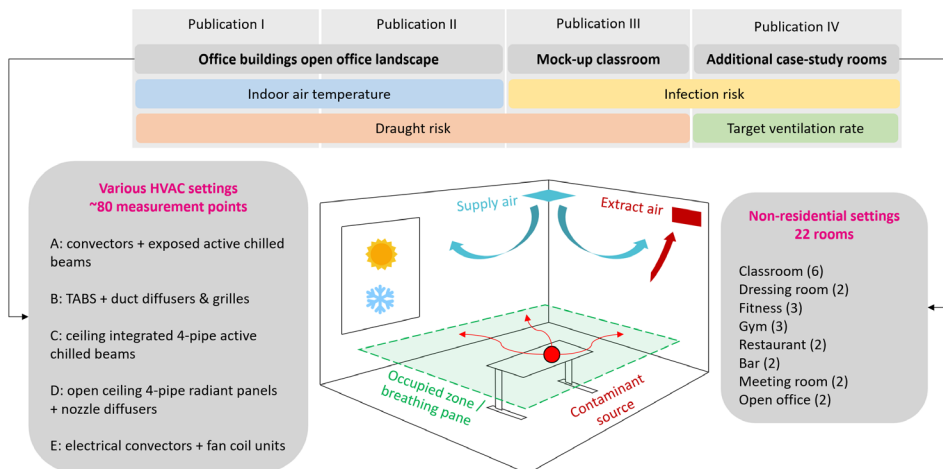 Publication I
Publication II
Publication III
Publication IV
Office buildings open office landscape
Mock-up classroom
Additional case-study rooms
Indoor air temperature
Infection risk
Draught risk
Target ventilation rate
Various HVAC settings
~80 measurement points
A: convectors + exposed active chilled
beams
B: TABS + duct diffusers & grilles
C: ceiling integrated 4-pipe active
chilled beams
D: open ceiling 4-pipe radiant panels
+ nozzle diffusers
E: electrical convectors + fan coil units
Supply air
Extract air
Occupied zone /
breathing pane
Contaminant
source
Non-residential settings
22 rooms
Classroom (6)
Dressing room (2)
Fitness (3)
Gym (3)
Restaurant (2)
Bar (2)
Meeting room (2)
Open office (2)